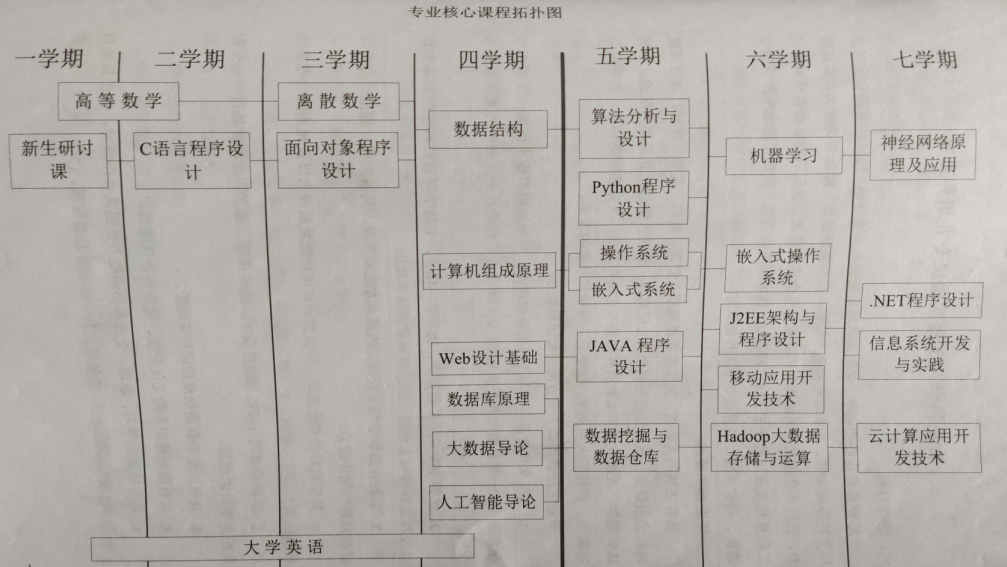 专业核心课程拓扑图
一学期
二学期
三学期
四学期
五学期
六学期
七学期
高等数学
离散数学
新生研讨
课
C语言程序设
计
面向对象程序
设计
数据结构
算法分析与
设计
机器学习
神经网络原
理及应用
Python程序
设计
计算机组成原理
操作系统
嵌入式系统
嵌入式操作
系统
.NET程序设计
Web设计基础
JAVA 程序
设计
J2EE架构与
程序设计
信息系统开发
与实践
数据库原理
移动应用开
发技术
大数据导论
数据挖掘与
数据仓库
Hadoop大数据
存储与运算
云计算应用开
发技术
人工智能导论
大学英语